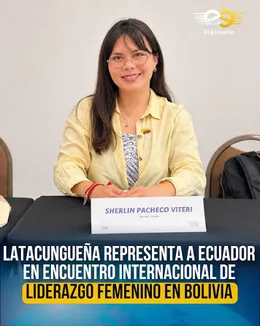 SHERLIN PACHECO VITERI
LATACUNGUEÑA REPRESENTA A ECUADOR
EN ENCUENTRO INTERNACIONAL DE
LIDERAZGO FEMENINO EN BOLIVIA